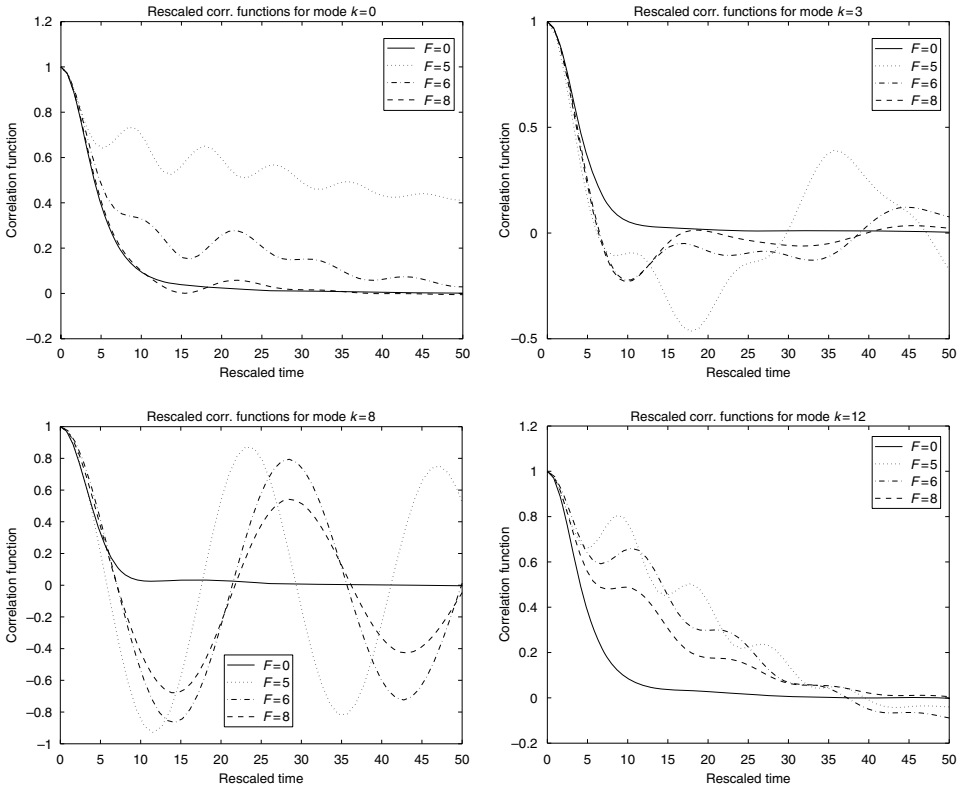 Rescaled corr. functions for mode k=0
1.2
1
0.8
0.6
0.4
0.2
0
−0.2
Correlation function
F=0
F=5
F=6
F=8
0 5 10 15 20 25 30 35 40 45 50
Rescaled time
Rescaled corr. functions for mode k=3
1
0.5
0
−0.5
Correlation function
F=0
F=5
F=6
F=8
0 5 10 15 20 25 30 35 40 45 50
Rescaled time
Rescaled corr. functions for mode k=8
1
0.8
0.6
0.4
0.2
0
−0.2
−0.4
−0.6
−0.8
−1
Correlation function
F=0
F=5
F=6
F=8
0 5 10 15 20 25 30 35 40 45 50
Rescaled time
Rescaled corr. functions for mode k=12
1.2
1
0.8
0.6
0.4
0.2
0
−0.2
Correlation function
F=0
F=5
F=6
F=8
0 5 10 15 20 25 30 35 40 45 50
Rescaled time